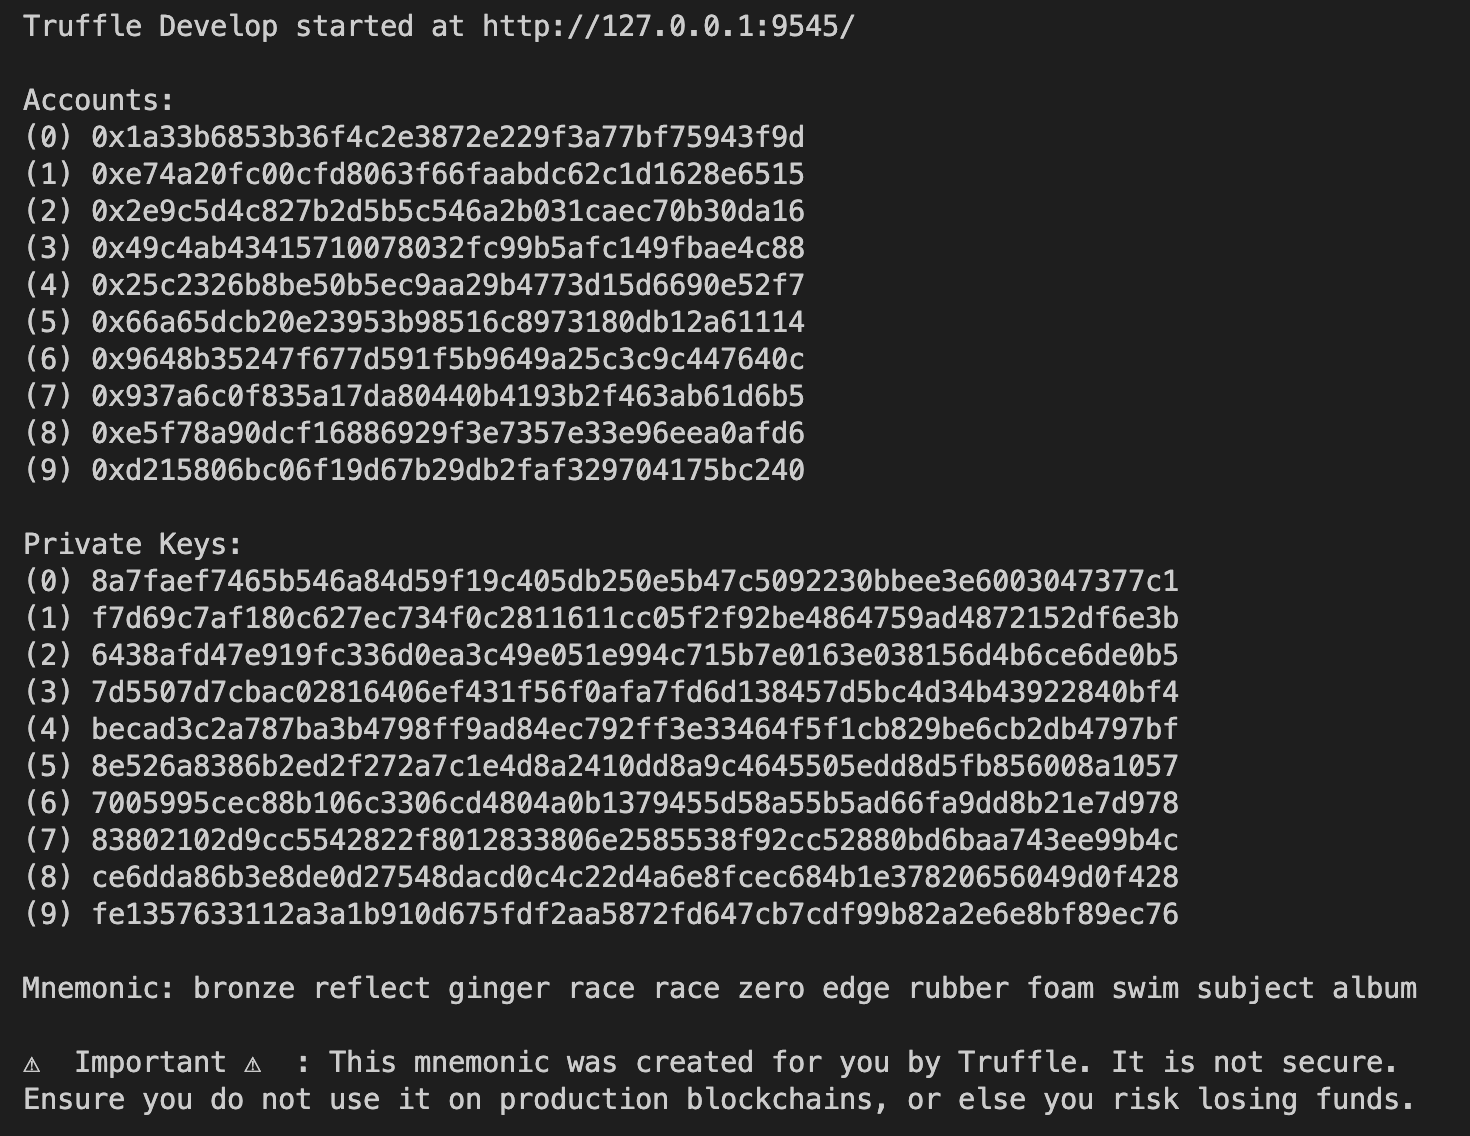 Truffle Develop started at http://127.0.0.1:9545/
Accounts:
(0) 0x1a33b6853b36f4c2e3872e229f3a77bf75943f9d
(1) 0xe74a20fc00cfd8063f66faabdc62c1d1628e6515
(2) 0x2e9c5d4c827b2d5b5c546a2b031caec70b30da16
(3) 0x49c4ab43415710078032fc99b5afc149fbae4c88
(4) 0x25c2326b8be50b5ec9aa29b4773d15d6690e52f7
(5) 0x66a65dcb20e23953b98516c8973180db12a61114
(6) 0x9648b35247f677d591f5b9649a25c3c9c447640c
(7) 0x937a6c0f835a17da80440b4193b2f463ab61d6b5
(8) 0xe5f78a90dcf16886929f3e7357e33e96eea0afd6
(9) 0xd215806bc06f19d67b29db2faf329704175bc240
Private Keys:
(0) 8a7faef7465b546a84d59f19c405db250e5b47c5092230bbee3e6003047377c1
(1) f7d69c7af180c627ec734f0c2811611cc05f2f92be4864759ad4872152df6e3b
(2) 6438afd47e919fc336d0ea3c49e051e994c715b7e0163e038156d4b6ce6de0b5
(3) 7d5507d7cbac02816406ef431f56f0afa7fd6d138457d5bc4d34b43922840bf4
(4) becad3c2a787ba3b4798ff9ad84ec792ff3e33464f5f1cb829be6cb2db4797bf
(5) 8e526a8386b2ed2f272a7c1e4d8a2410dd8a9c4645505edd8d5fb856008a1057
(6) 7005995cec88b106c3306cd4804a0b1379455d58a55b5ad66fa9dd8b21e7d978
(7) 83802102d9cc5542822f8012833806e2585538f92cc52880bd6baa743ee99b4c
(8) ce6dda86b3e8de0d27548dacd0c4c22d4a6e8fcec684b1e37820656049d0f428
(9) fe1357633112a3a1b910d675fdf2aa5872fd647cb7cdf99b82a2e6e8bf89ec76
Mnemonic: bronze reflect ginger race race zero edge rubber foam swim subject album
⚠ Important ⚠ : This mnemonic was created for you by Truffle. It is not secure.
Ensure you do not use it on production blockchains, or else you risk losing funds.